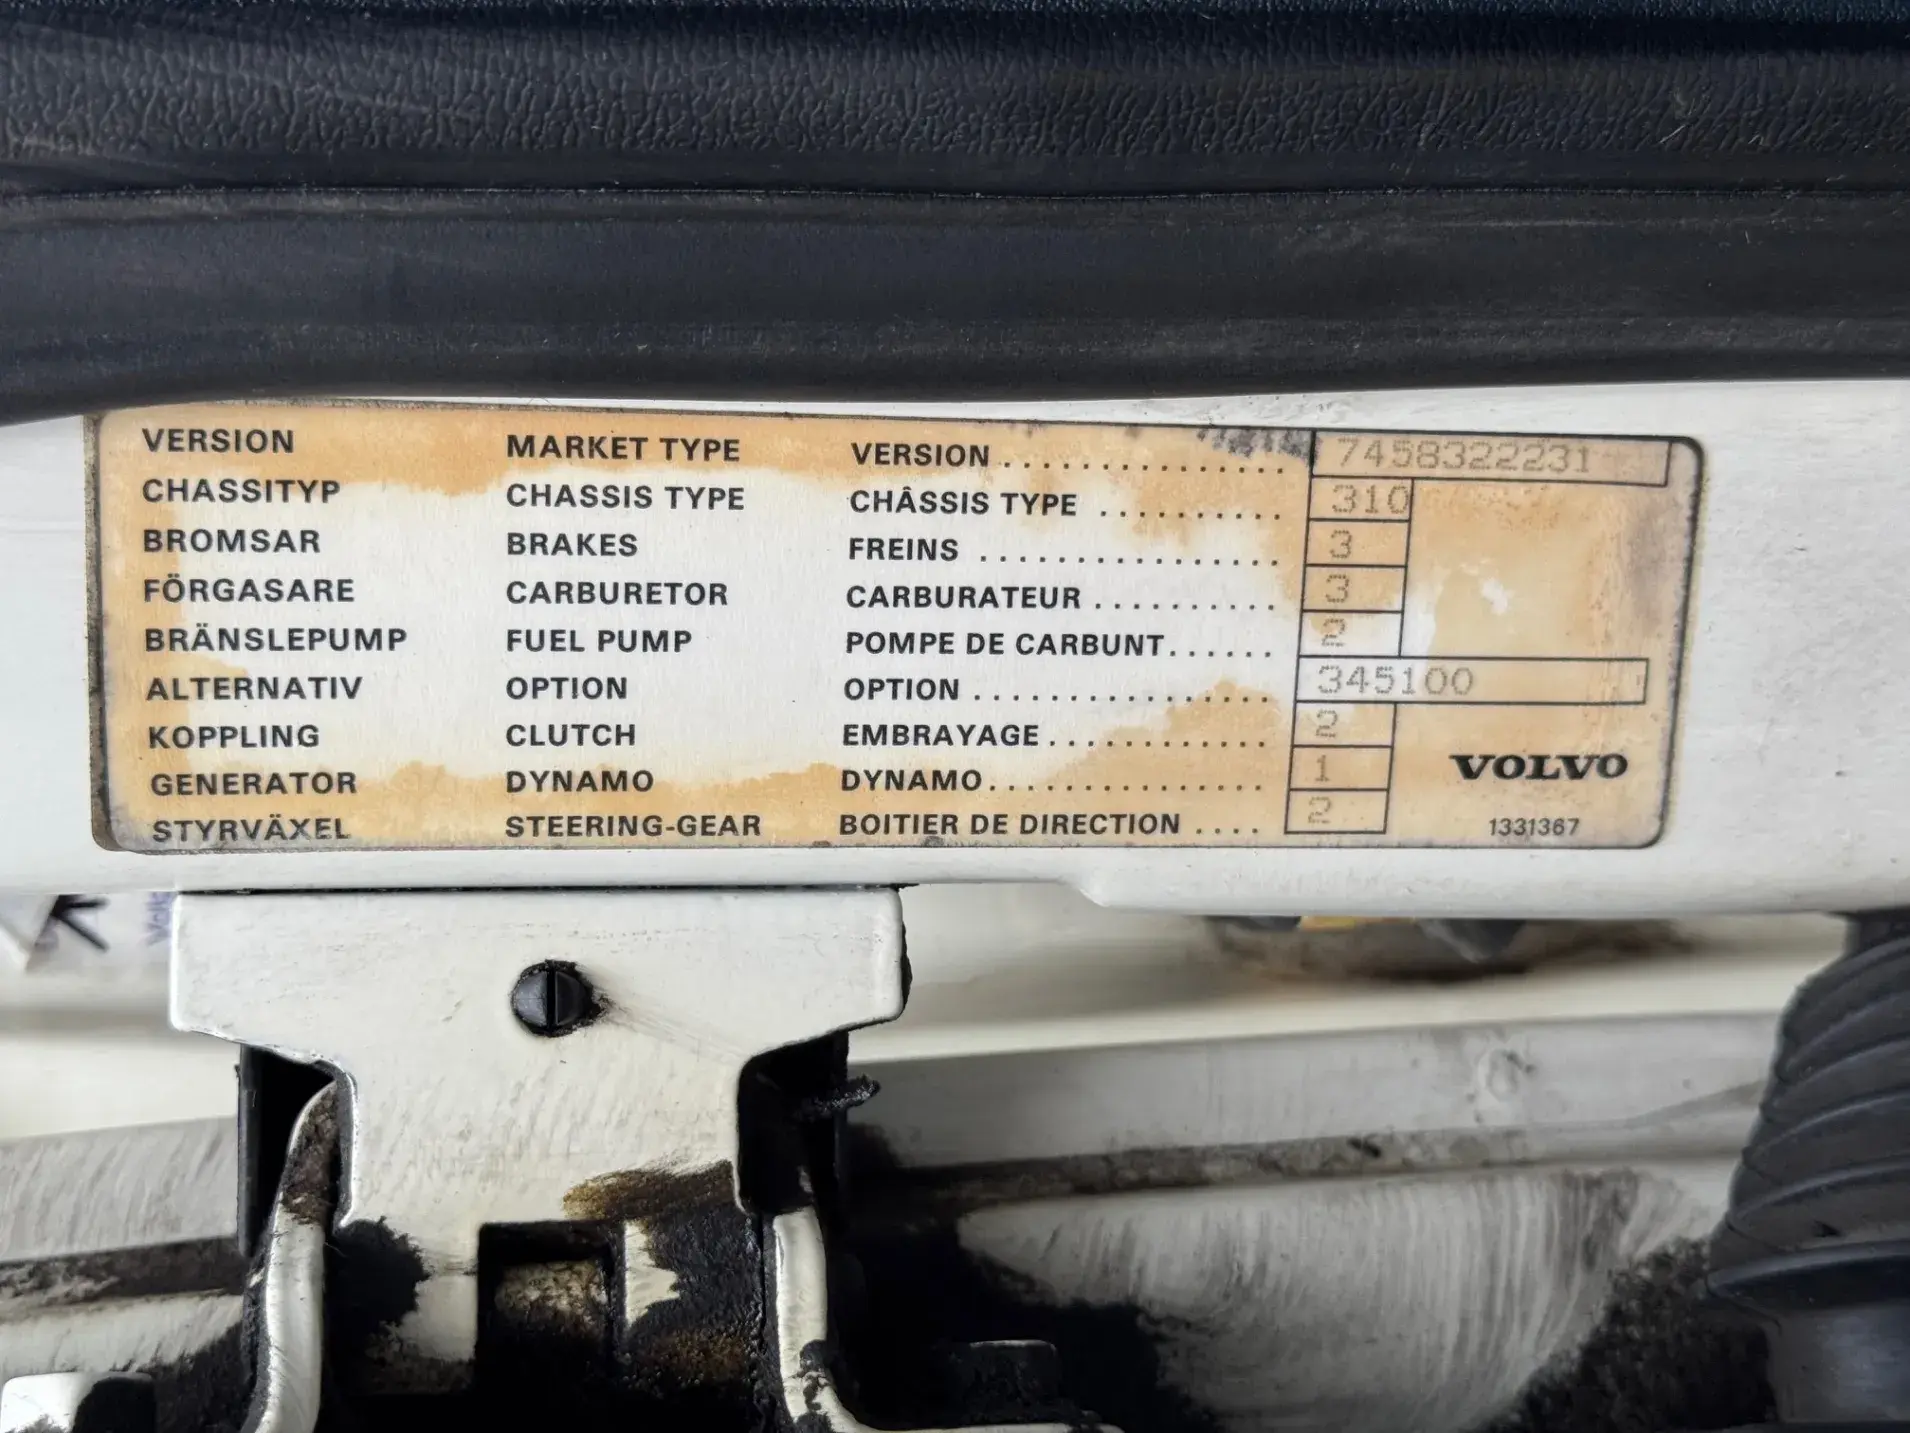 VERSION MARKET TYPE VERSION ............... 7458322231
CHASSITYP CHASSIS TYPE CHÂSSIS TYPE .......... 310
BROMSAR BRAKES FREINS ................ 3
FÖRGASARE CARBURETOR CARBURATEUR .......... 3
BRÄNSLEPUMP FUEL PUMP POMPE DE CARBUNT...... 2
ALTERNATIV OPTION OPTION ................ 345100
KOPPLING CLUTCH EMBRAYAGE ............ 2
GENERATOR DYNAMO DYNAMO ............... 1
STYRVÄXEL STEERING-GEAR BOITIER DE DIRECTION .... 2
VOLVO
1331367